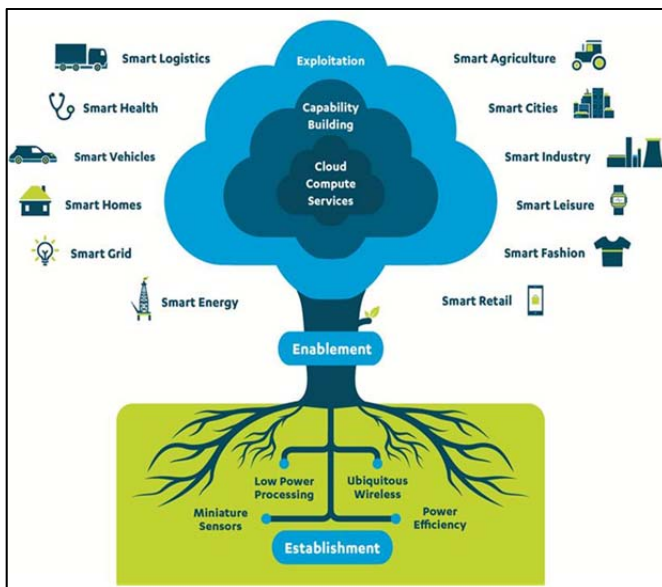 Smart Logistics
Smart Health
Smart Vehicles
Smart Homes
Smart Grid
Smart Energy
Exploitation
Capability
Building
Cloud
Compute
Services
Smart Agriculture
Smart Cities
Smart Industry
Smart Leisure
Smart Fashion
Smart Retail
Enablement
Low Power
Processing
Ubiquitous
Wireless
Miniature
Sensors
Power
Efficiency
Establishment